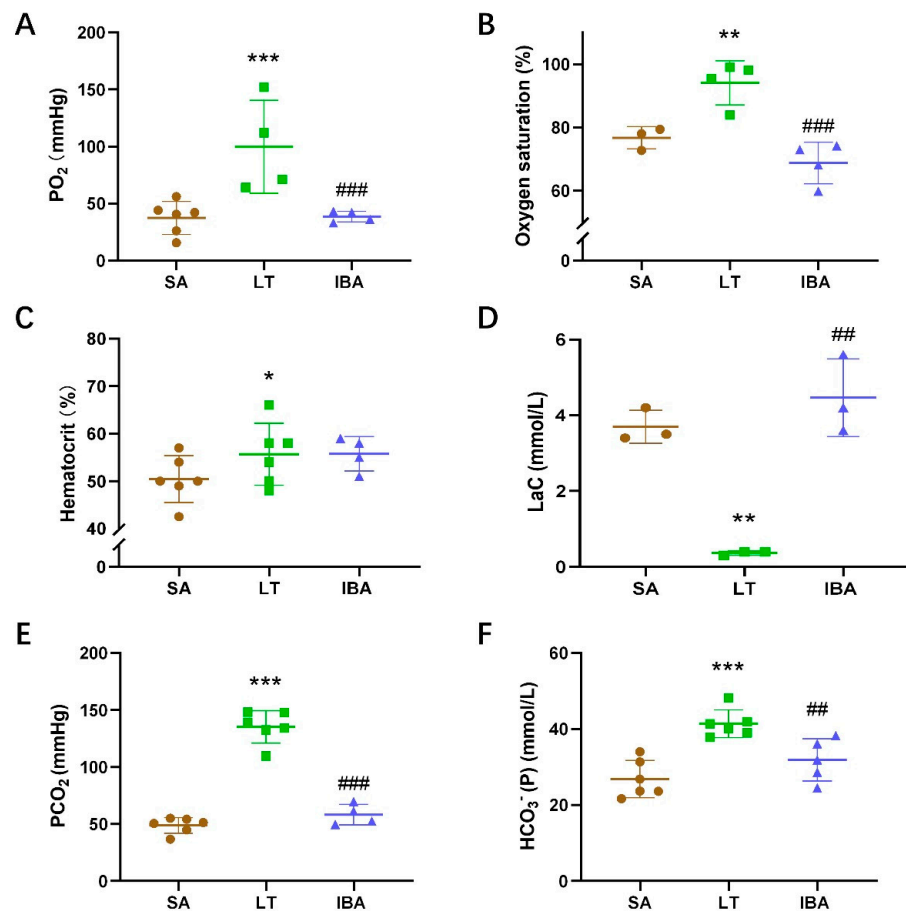 A
PO₂ (mmHg)
200
150
100
50
0
***
###
SA LT IBA
B
Oxygen saturation (%)
100
80
60
0
**
###
SA LT IBA
C
Hematocrit (%)
80
70
60
50
40
0
*
SA LT IBA
D
LaC (mmol/L)
6
4
2
0
**
##
SA LT IBA
E
PCO₂ (mmHg)
200
150
100
50
0
***
###
SA LT IBA
F
HCO₃⁻ (P) (mmol/L)
60
40
20
0
***
##
SA LT IBA